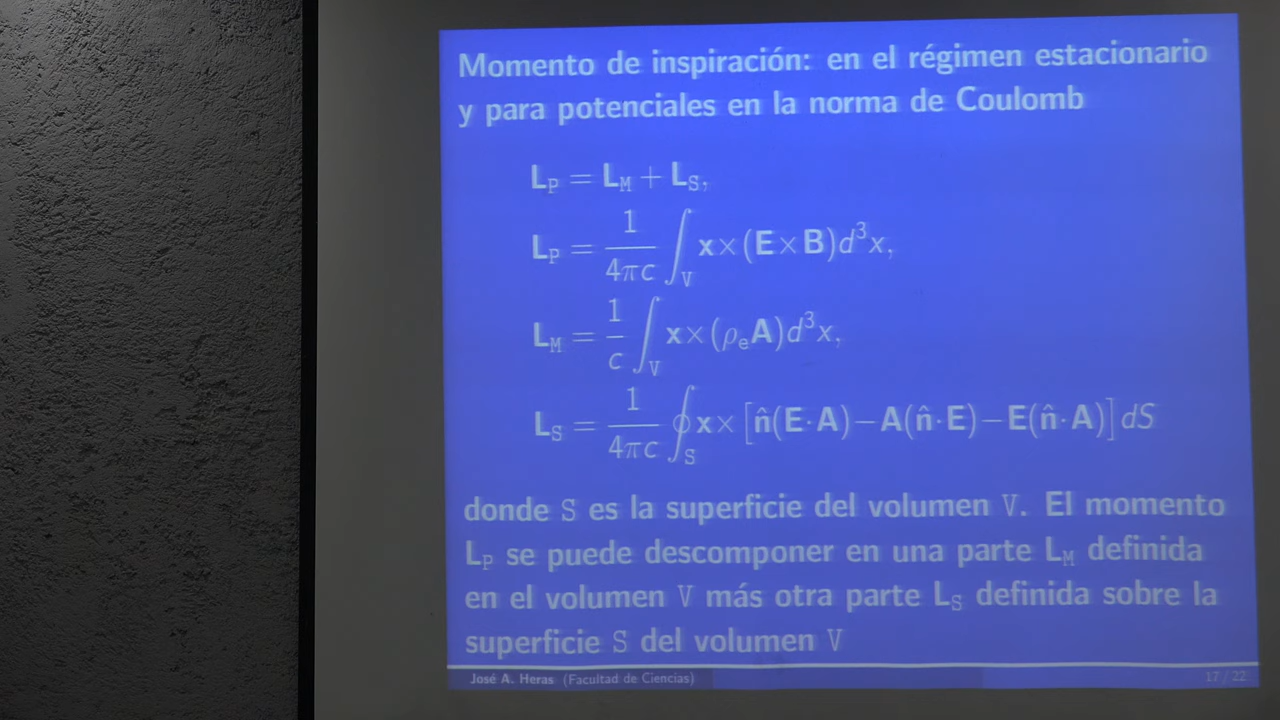 Momento de inspiración: en el régimen estacionario
y para potenciales en la norma de Coulomb
L_P = L_M + L_S,
L_P = 1/(4πc) ∫_V x×(E×B)d³x,
L_M = 1/c ∫_V x×(ρ_e A)d³x,
L_S = 1/(4πc) ∮_S x×[n̂(E·A)−A(n̂·E)−E(n̂·A)]dS
donde S es la superficie del volumen V. El momento
L_P se puede descomponer en una parte L_M definida
en el volumen V más otra parte L_S definida sobre la
superficie S del volumen V
José A. Heras (Facultad de Ciencias) 17 / 22